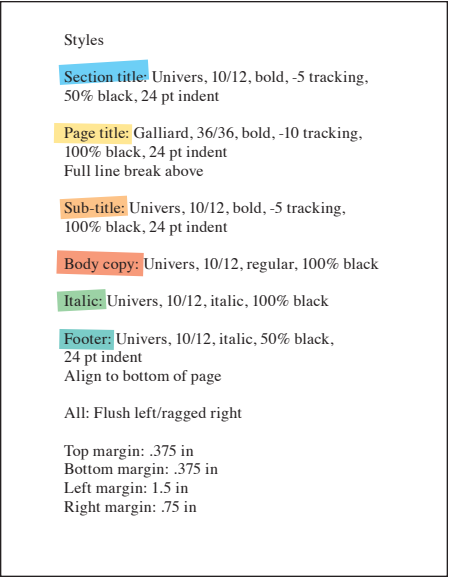 Styles
Section title: Univers, 10/12, bold, -5 tracking,
50% black, 24 pt indent
Page title: Galliard, 36/36, bold, -10 tracking,
100% black, 24 pt indent
Full line break above
Sub-title: Univers, 10/12, bold, -5 tracking,
100% black, 24 pt indent
Body copy: Univers, 10/12, regular, 100% black
Italic: Univers, 10/12, italic, 100% black
Footer: Univers, 10/12, italic, 50% black,
24 pt indent
Align to bottom of page
All: Flush left/ragged right
Top margin: .375 in
Bottom margin: .375 in
Left margin: 1.5 in
Right margin: .75 in